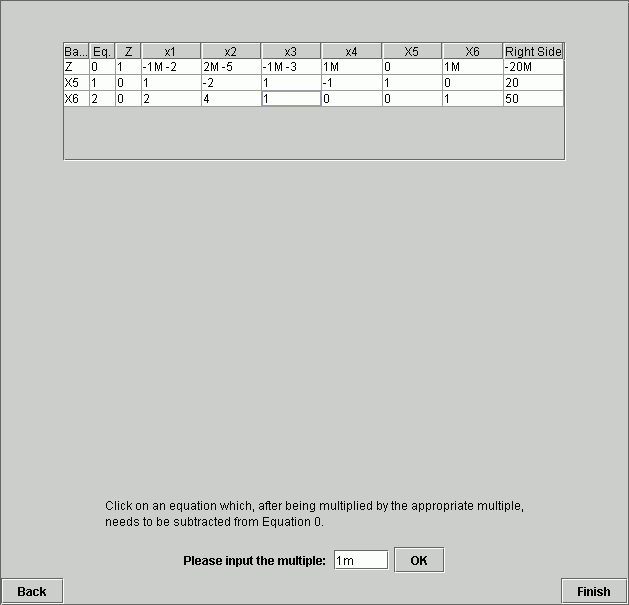 Ba... Eq. Z x1 x2 x3 x4 X5 X6 Right Side
Z 0 1 -1M -2 2M -5 -1M -3 1M 0 1M -20M
X5 1 0 1 -2 1 -1 1 0 20
X6 2 0 2 4 1 0 0 1 50
Click on an equation which, after being multiplied by the appropriate multiple,
needs to be subtracted from Equation 0.
Please input the multiple: 1m OK
Back Finish